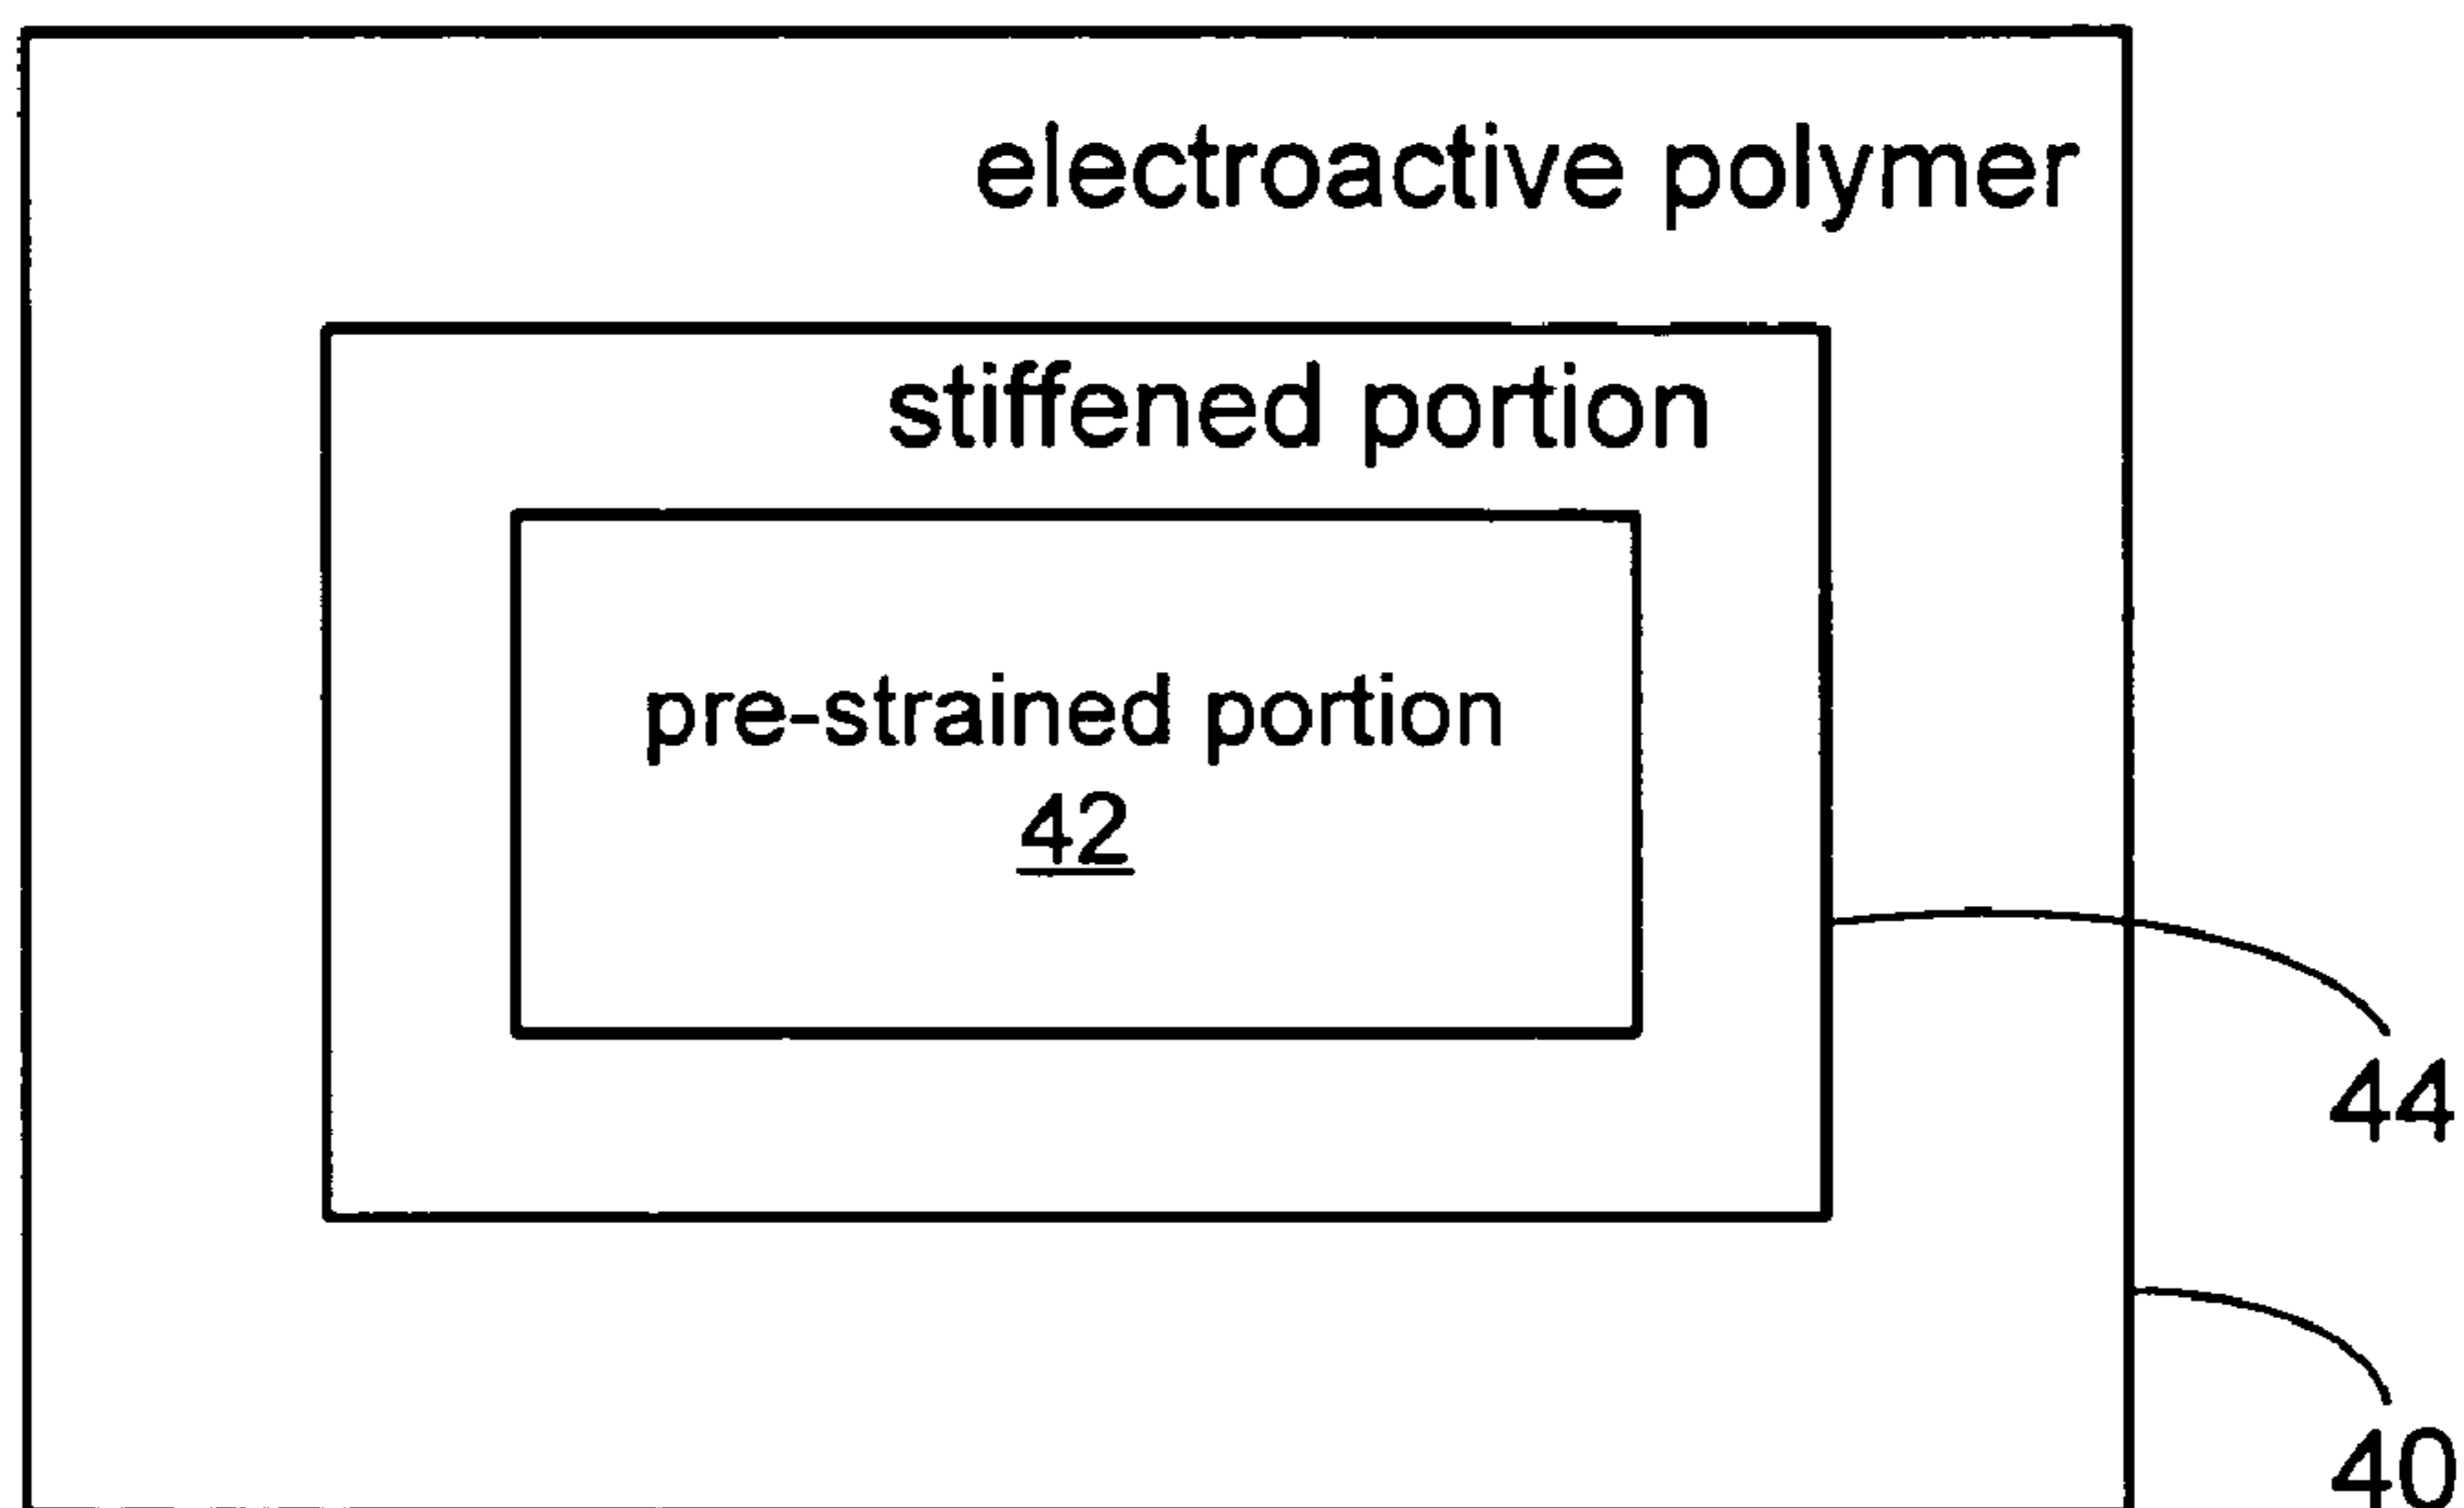 electroactive polymer
stiffened portion
pre-strained portion
42
44
40